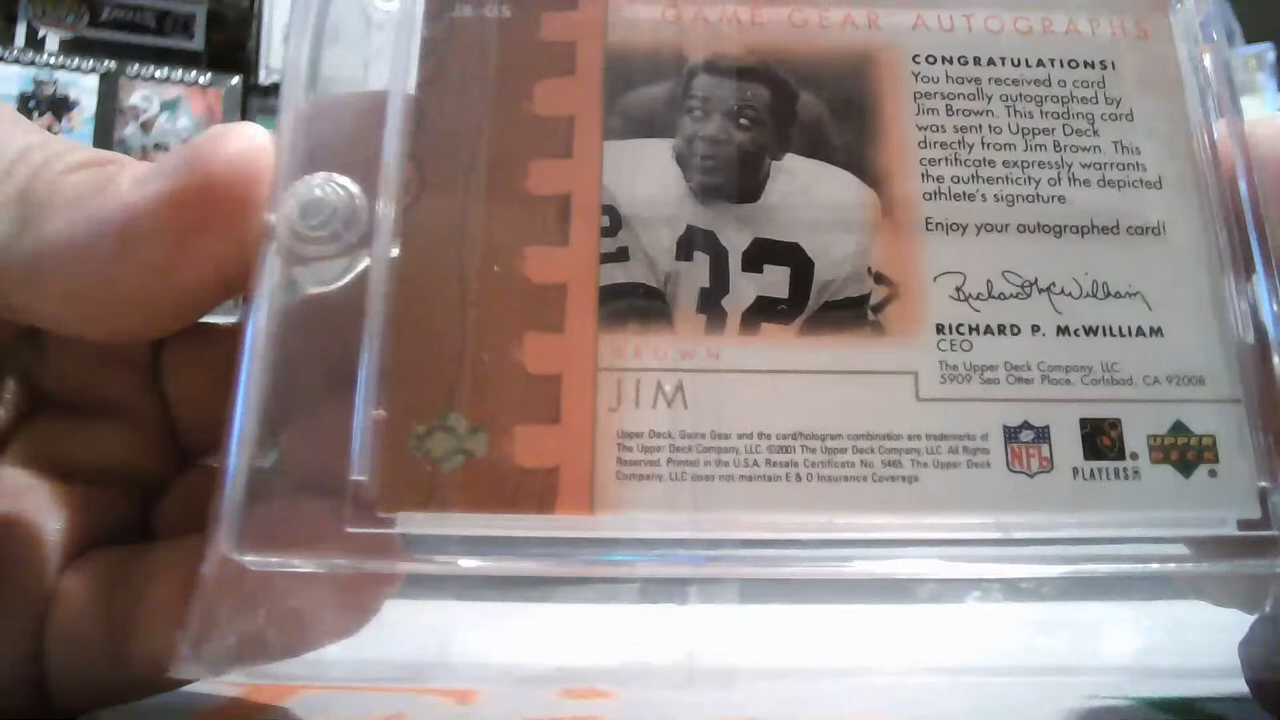 GAME GEAR AUTOGRAPHS
CONGRATULATIONS!
You have received a card
personally autographed by
Jim Brown. This trading card
was sent to Upper Deck
directly from Jim Brown. This
certificate expressly warrants
the authenticity of the depicted
athlete's signature
Enjoy your autographed card!
32
Richard McWilliam
RICHARD P. McWILLIAM
CEO
The Upper Deck Company, LLC
5909 Sea Otter Place, Carlsbad, CA 92008
BROWN
JIM
Upper Deck, Game Gear and the card/hologram combination are trademarks of
The Upper Deck Company, LLC. ©2001 The Upper Deck Company, LLC. All Rights
Reserved. Printed in the U.S.A. Resale Certificate No. 5465. The Upper Deck
Company, LLC does not maintain E & O Insurance Coverage.
NFL
PLAYERS
UPPER
DECK